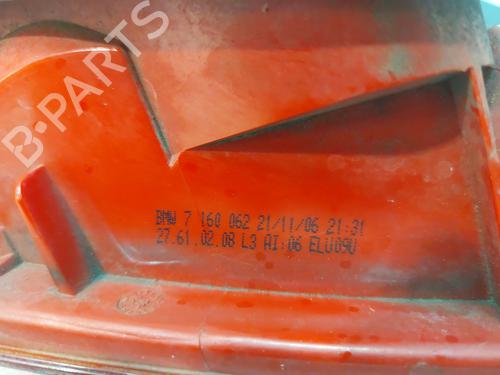 B-PARTS
BMW 7 160 062 21/11/06 21:31
27.61.02.08 L3 AI:06 ELU09U